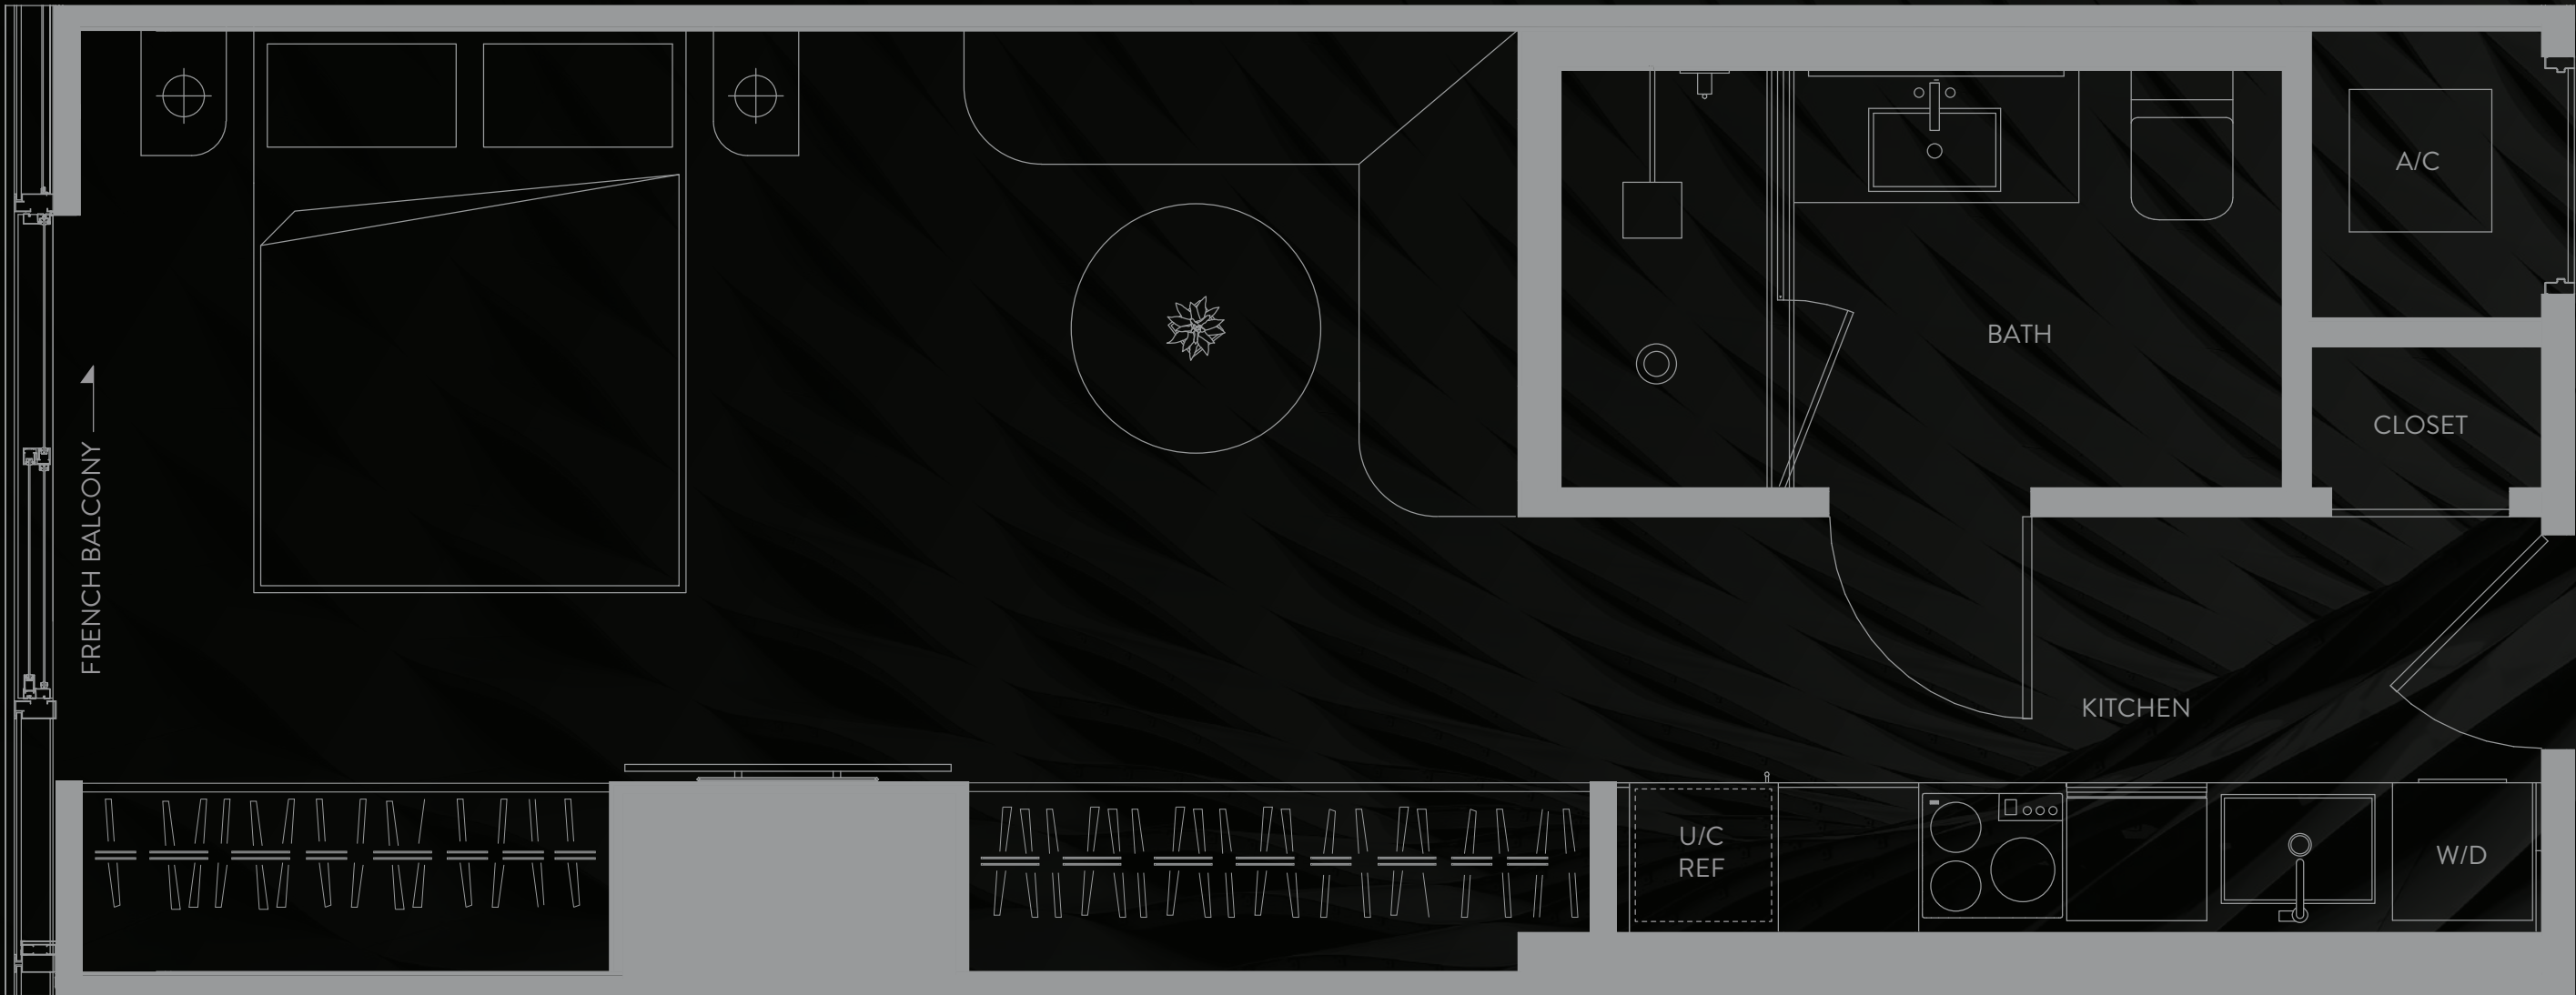 A/C
BATH
CLOSET
FRENCH BALCONY
KITCHEN
U/C
REF
W/D